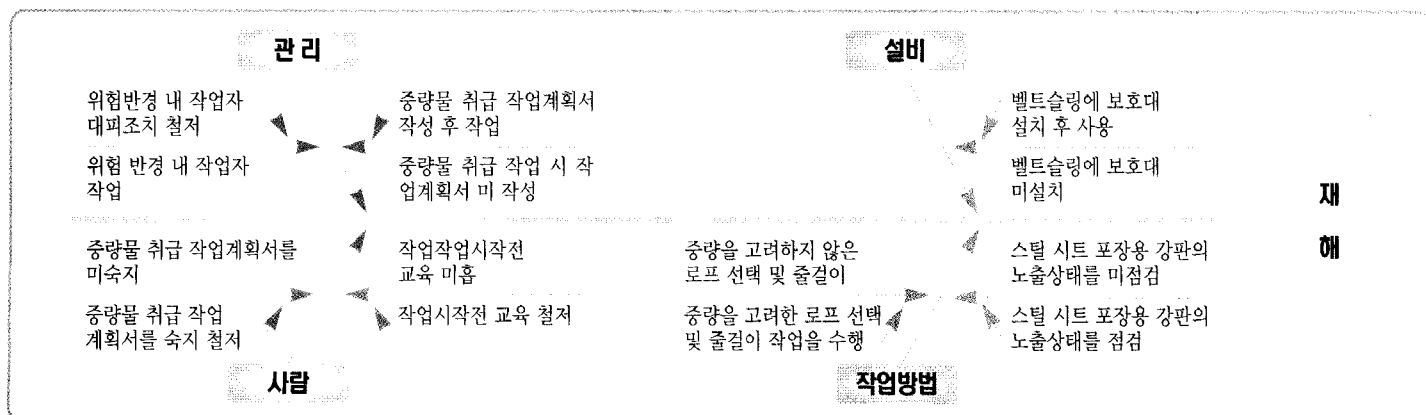 관 리
설비
위험반경 내 작업자
대피조치 철저
중량물 취급 작업계획서
작성 후 작업
벨트슬링에 보호대
설치 후 사용
위험 반경 내 작업자
작업
중량물 취급 작업 시 작
업계획서 미 작성
벨트슬링에 보호대
미설치
재
해
중량물 취급 작업계획서를
미숙지
작업작업시작전
교육 미흡
중량을 고려하지 않은
로프 선택 및 줄걸이
스틸 시트 포장용 강판의
노출상태를 미점검
중량물 취급 작업
계획서를 숙지 철저
작업시작전 교육 철저
중량을 고려한 로프 선택
및 줄걸이 작업을 수행
스틸 시트 포장용 강판의
노출상태를 점검
사람
작업방법